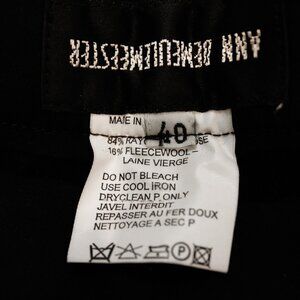 ANN DEMEULEMEESTER
MADE IN
40
84% RAY
16% FLEECEWOOL –
LAINE VIERGE
DO NOT BLEACH
USE COOL IRON
DRYCLEAN P ONLY
JAVEL INTERDIT
REPASSER AU FER DOUX
NETTOYAGE A SEC P